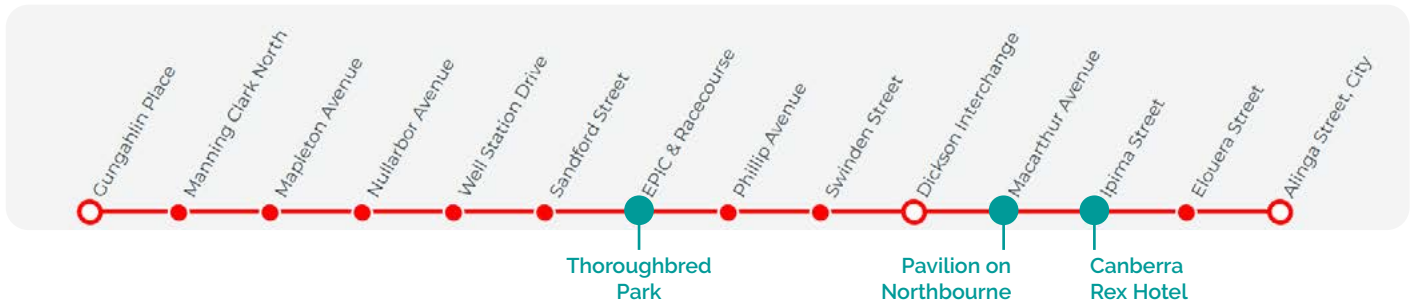 Gungahlin Place
Manning Clark North
Mapleton Avenue
Nullarbor Avenue
Well Station Drive
Sandford Street
EPIC & Racecourse
Phillip Avenue
Swinden Street
Dickson Interchange
Macarthur Avenue
Ipima Street
Elouera Street
Alinga Street, City
Thoroughbred
Park
Pavilion on
Northbourne
Canberra
Rex Hotel